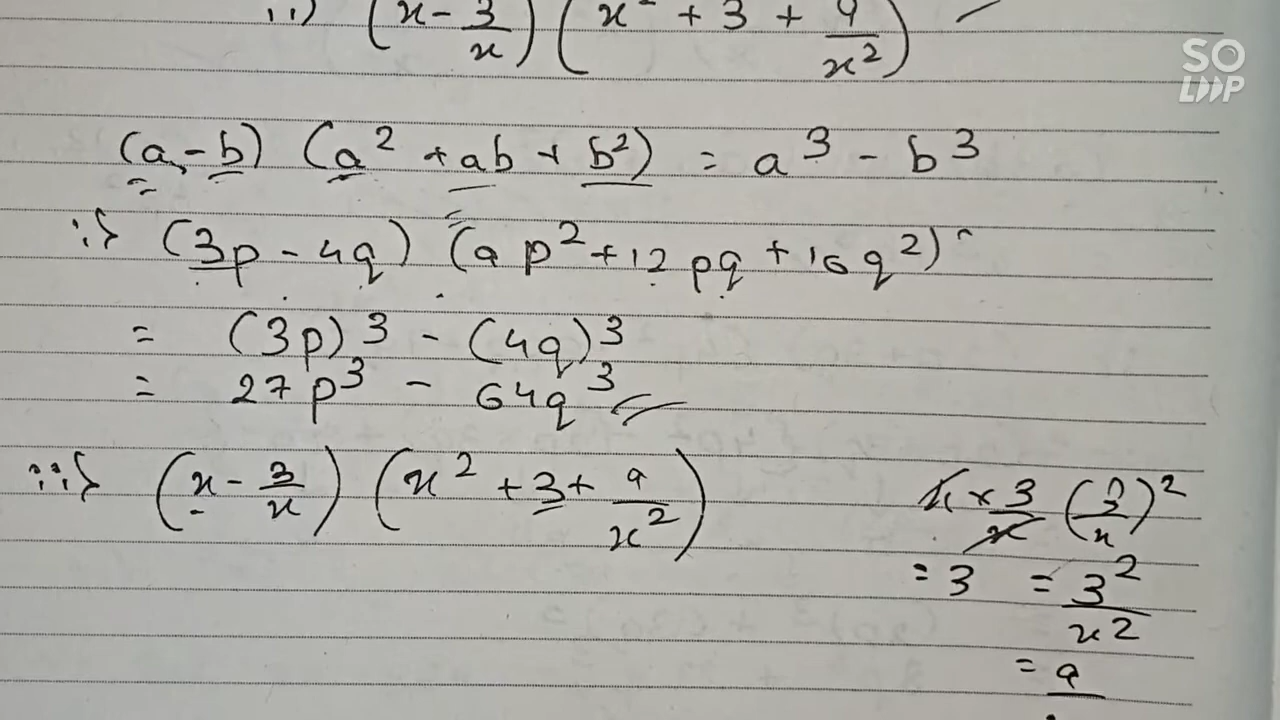 ii) (x - 3/x) (x² + 3 + 9/x²)
SO
LOOP
(a - b) (a² + ab + b²) = a³ - b³
i) (3p - 4q) (9p² + 12pq + 16q²)
= (3p)³ - (4q)³
= 27p³ - 64q³
ii) (x - 3/x) (x² + 3 + 9/x²)
x × 3/x (3/x)²
= 3 = 3²/x²
= 9